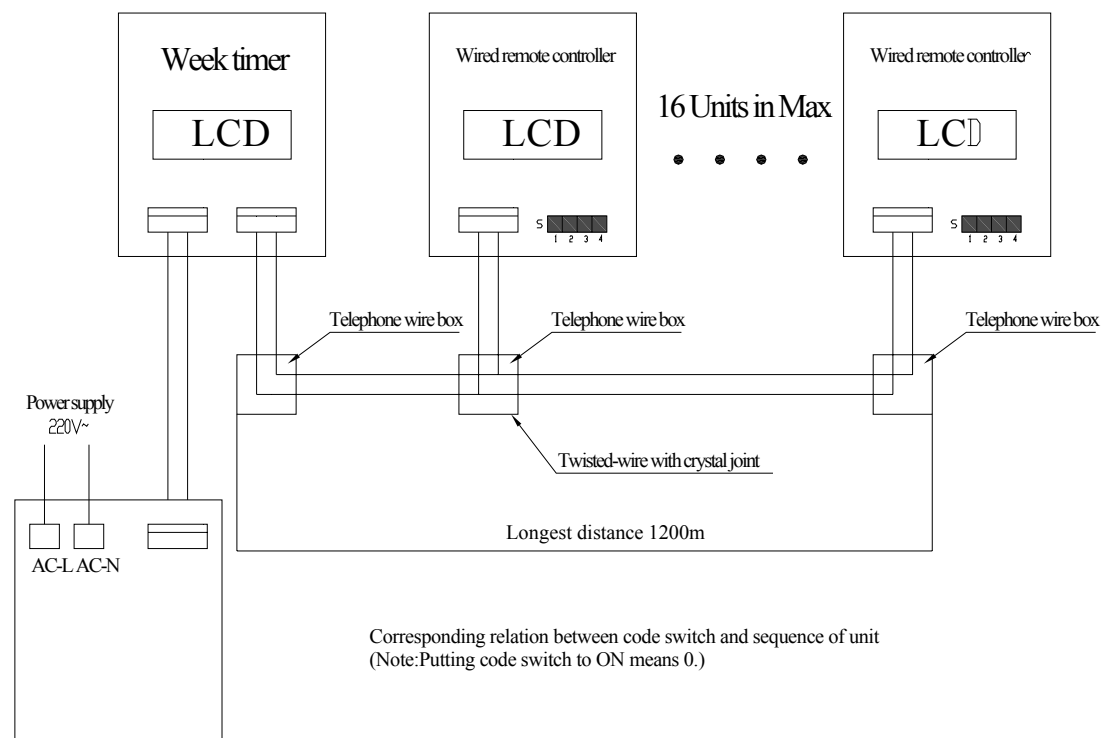 Week timer
LCD
Wired remote controller
LCD
S
1 2 3 4
16 Units in Max
Wired remote controller
LCD
S
1 2 3 4
Telephone wire box
Telephone wire box
Telephone wire box
Power supply
220V~
Twisted-wire with crystal joint
Longest distance 1200m
AC-L AC-N
Corresponding relation between code switch and sequence of unit
(Note:Putting code switch to ON means 0.)